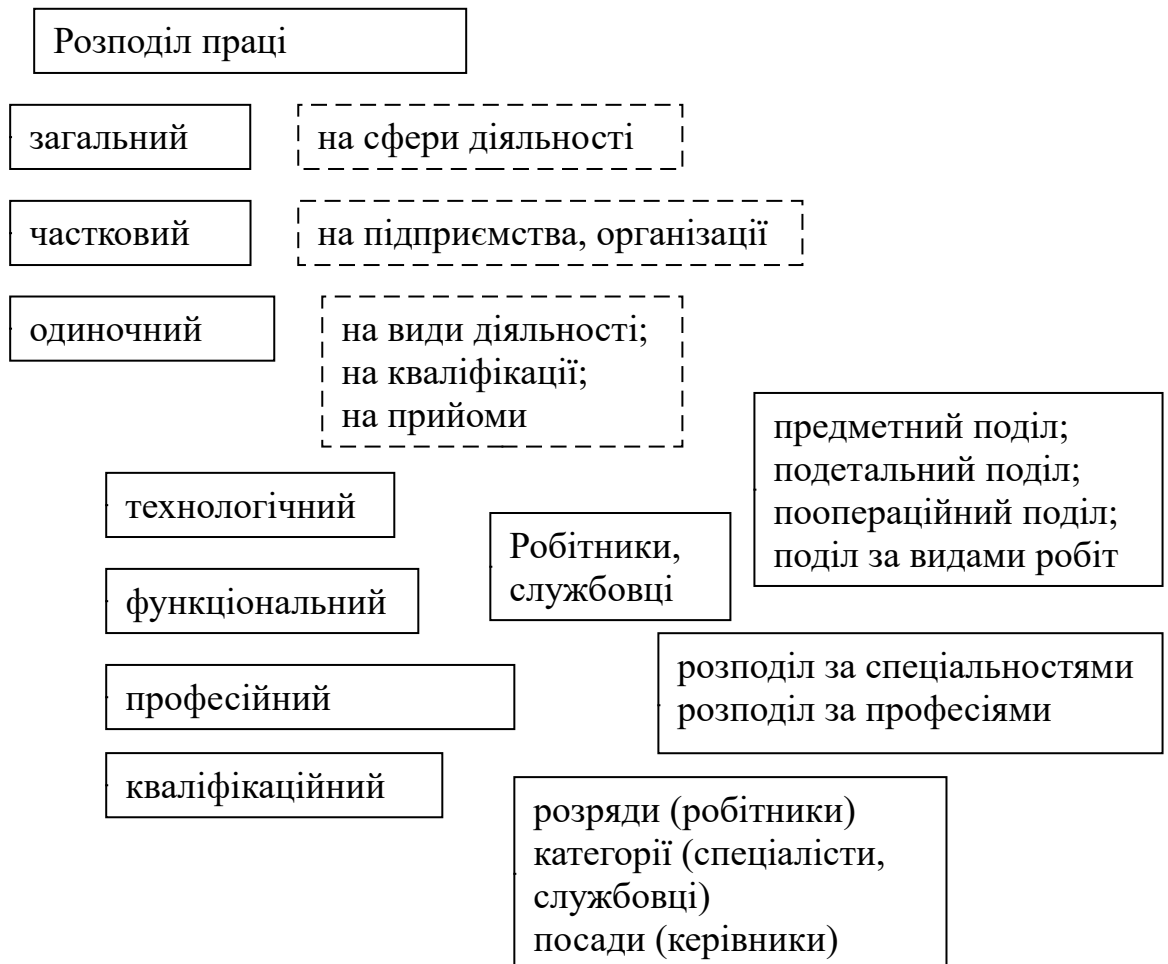 Розподіл праці
загальний
на сфери діяльності
частковий
на підприємства, організації
одиночний
на види діяльності;
на кваліфікації;
на прийоми
предметний поділ;
подетальний поділ;
поопераційний поділ;
поділ за видами робіт
технологічний
Робітники,
службовці
функціональний
розподіл за спеціальностями
розподіл за професіями
професійний
кваліфікаційний
розряди (робітники)
категорії (спеціалісти,
службовці)
посади (керівники)